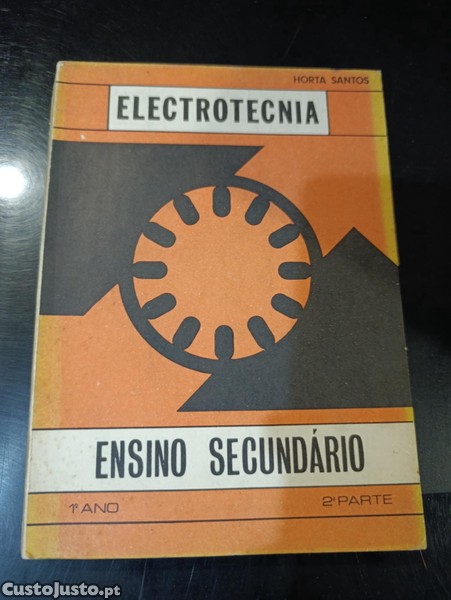 HORTA SANTOS
ELECTROTECNIA
ENSINO SECUNDÁRIO
1º ANO
2ª PARTE
CustoJusto.pt